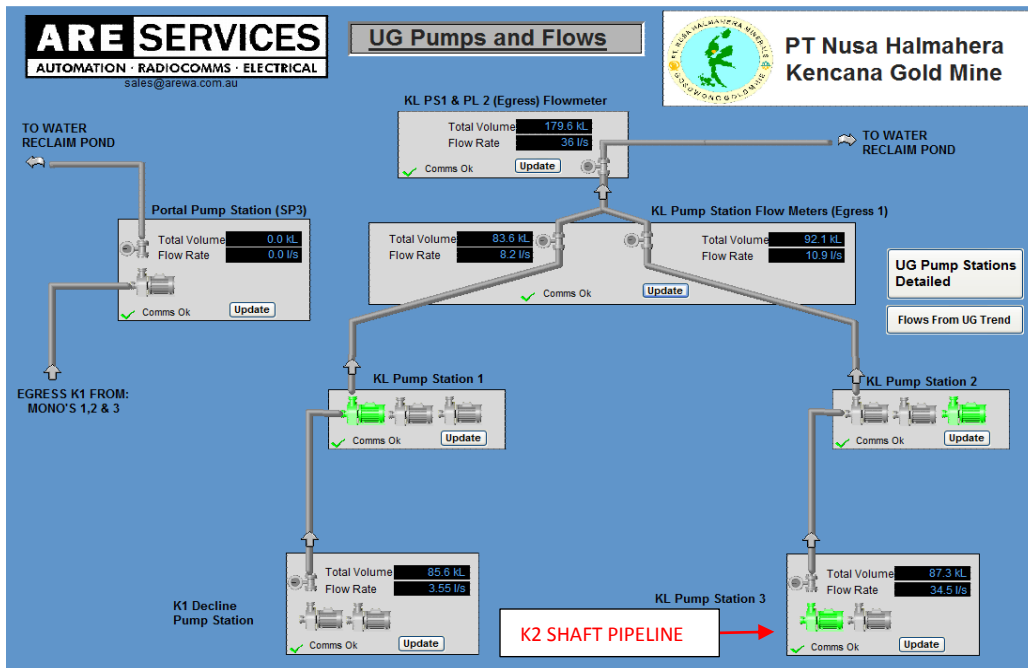 ARE SERVICES
AUTOMATION · RADIOCOMMS · ELECTRICAL
sales@arewa.com.au
UG Pumps and Flows
PT NUSA HALMAHERA MINERALS
GOSOWONG GOLD MINE
PT Nusa Halmahera
Kencana Gold Mine
KL PS1 & PL 2 (Egress) Flowmeter
Total Volume 179.6 kL
Flow Rate 36 l/s
Comms Ok Update
TO WATER
RECLAIM POND
TO WATER
RECLAIM POND
Portal Pump Station (SP3)
Total Volume 0.0 kL
Flow Rate 0.0 l/s
Comms Ok Update
EGRESS K1 FROM:
MONO'S 1,2 & 3
KL Pump Station Flow Meters (Egress 1)
Total Volume 83.6 kL
Flow Rate 8.2 l/s
Total Volume 92.1 kL
Flow Rate 10.9 l/s
Comms Ok Update
UG Pump Stations
Detailed
Flows From UG Trend
KL Pump Station 1
Comms Ok Update
KL Pump Station 2
Comms Ok Update
K1 Decline
Pump Station
Total Volume 85.6 kL
Flow Rate 3.55 l/s
Comms Ok Update
KL Pump Station 3
Total Volume 87.3 kL
Flow Rate 34.5 l/s
Comms Ok Update
K2 SHAFT PIPELINE